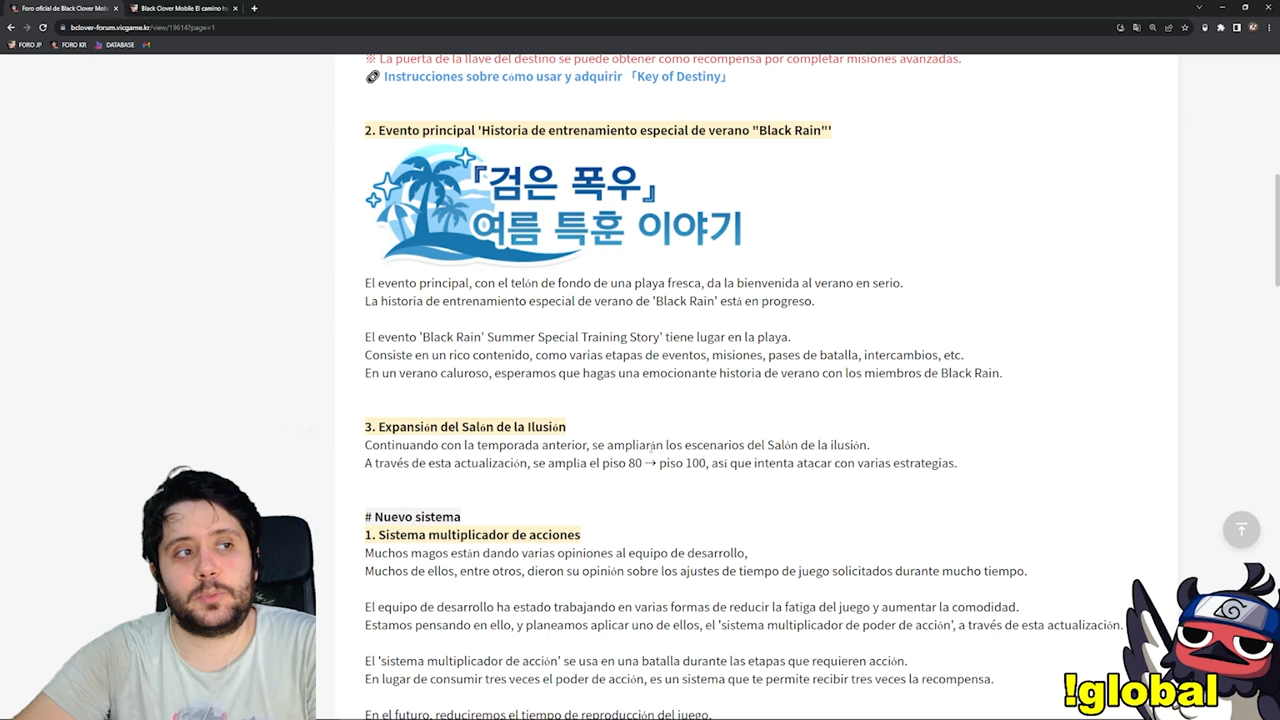 Foro oficial de Black Clover Mob
Black Clover Mobile El camino ha
bclover-forum.vicgame.kr/view/19614?page=1
FORO JP
FORO KR
DATABASE
※ La puerta de la llave del destino se puede obtener como recompensa por completar misiones avanzadas.
Instrucciones sobre cómo usar y adquirir 「Key of Destiny」
2. Evento principal 'Historia de entrenamiento especial de verano "Black Rain"'
『검은 폭우』
여름 특훈 이야기
El evento principal, con el telón de fondo de una playa fresca, da la bienvenida al verano en serio.
La historia de entrenamiento especial de verano de 'Black Rain' está en progreso.
El evento 'Black Rain' Summer Special Training Story' tiene lugar en la playa.
Consiste en un rico contenido, como varias etapas de eventos, misiones, pases de batalla, intercambios, etc.
En un verano caluroso, esperamos que hagas una emocionante historia de verano con los miembros de Black Rain.
3. Expansión del Salón de la Ilusión
Continuando con la temporada anterior, se ampliarán los escenarios del Salón de la ilusión.
A través de esta actualización, se amplía el piso 80 → piso 100, así que intenta atacar con varias estrategias.
# Nuevo sistema
1. Sistema multiplicador de acciones
Muchos magos están dando varias opiniones al equipo de desarrollo,
Muchos de ellos, entre otros, dieron su opinión sobre los ajustes de tiempo de juego solicitados durante mucho tiempo.
El equipo de desarrollo ha estado trabajando en varias formas de reducir la fatiga del juego y aumentar la comodidad.
Estamos pensando en ello, y planeamos aplicar uno de ellos, el 'sistema multiplicador de poder de acción', a través de esta actualización.
El 'sistema multiplicador de acción' se usa en una batalla durante las etapas que requieren acción.
En lugar de consumir tres veces el poder de acción, es un sistema que te permite recibir tres veces la recompensa.
En el futuro, reduciremos el tiempo de reproducción del juego.
!global